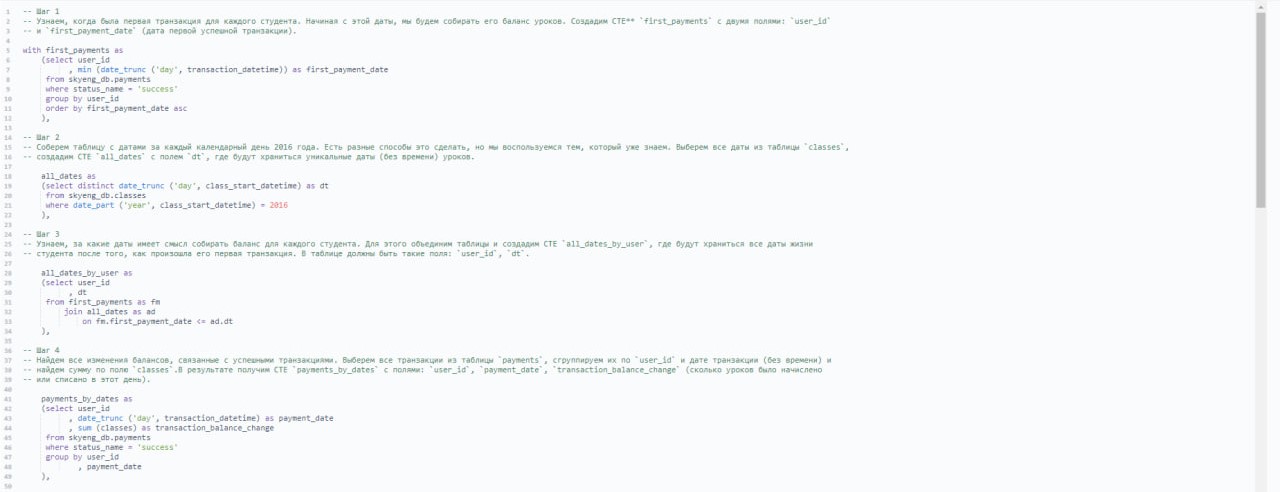 1 -- Шаг 1
2 -- Узнаем, когда была первая транзакция для каждого студента. Начиная с этой даты, мы будем собирать его баланс уроков. Создадим CTE** `first_payments` с двумя полями: `user_id`
3 -- и `first_payment_date` (дата первой успешной транзакции).
4
5 with first_payments as
6 (select user_id
7 , min (date_trunc ('day', transaction_datetime)) as first_payment_date
8 from skyeng_db.payments
9 where status_name = 'success'
10 group by user_id
11 order by first_payment_date asc
12 ),
13
14 -- Шаг 2
15 -- Соберем таблицу с датами за каждый календарный день 2016 года. Есть разные способы это сделать, но мы воспользуемся тем, который уже знаем. Выберем все даты из таблицы `classes`,
16 -- создадим CTE `all_dates` с полем `dt`, где будут храниться уникальные даты (без времени) уроков.
17
18 all_dates as
19 (select distinct date_trunc ('day', class_start_datetime) as dt
20 from skyeng_db.classes
21 where date_part ('year', class_start_datetime) = 2016
22 ),
23
24 -- Шаг 3
25 -- Узнаем, за какие даты имеет смысл собирать баланс для каждого студента. Для этого объединим таблицы и создадим CTE `all_dates_by_user`, где будут храниться все даты жизни
26 -- студента после того, как произошла его первая транзакция. В таблице должны быть такие поля: `user_id`, `dt`.
27
28 all_dates_by_user as
29 (select user_id
30 , dt
31 from first_payments as fm
32 join all_dates as ad
33 on fm.first_payment_date <= ad.dt
34 ),
35
36 -- Шаг 4
37 -- Найдем все изменения балансов, связанные с успешными транзакциями. Выберем все транзакции из таблицы `payments`, сгруппируем их по `user_id` и дате транзакции (без времени) и
38 -- найдем сумму по полю `classes`.В результате получим CTE `payments_by_dates` с полями: `user_id`, `payment_date`, `transaction_balance_change` (сколько уроков было начислено
39 -- или списано в этот день).
40
41 payments_by_dates as
42 (select user_id
43 , date_trunc ('day', transaction_datetime) as payment_date
44 , sum (classes) as transaction_balance_change
45 from skyeng_db.payments
46 where status_name = 'success'
47 group by user_id
48 , payment_date
49 ),
50